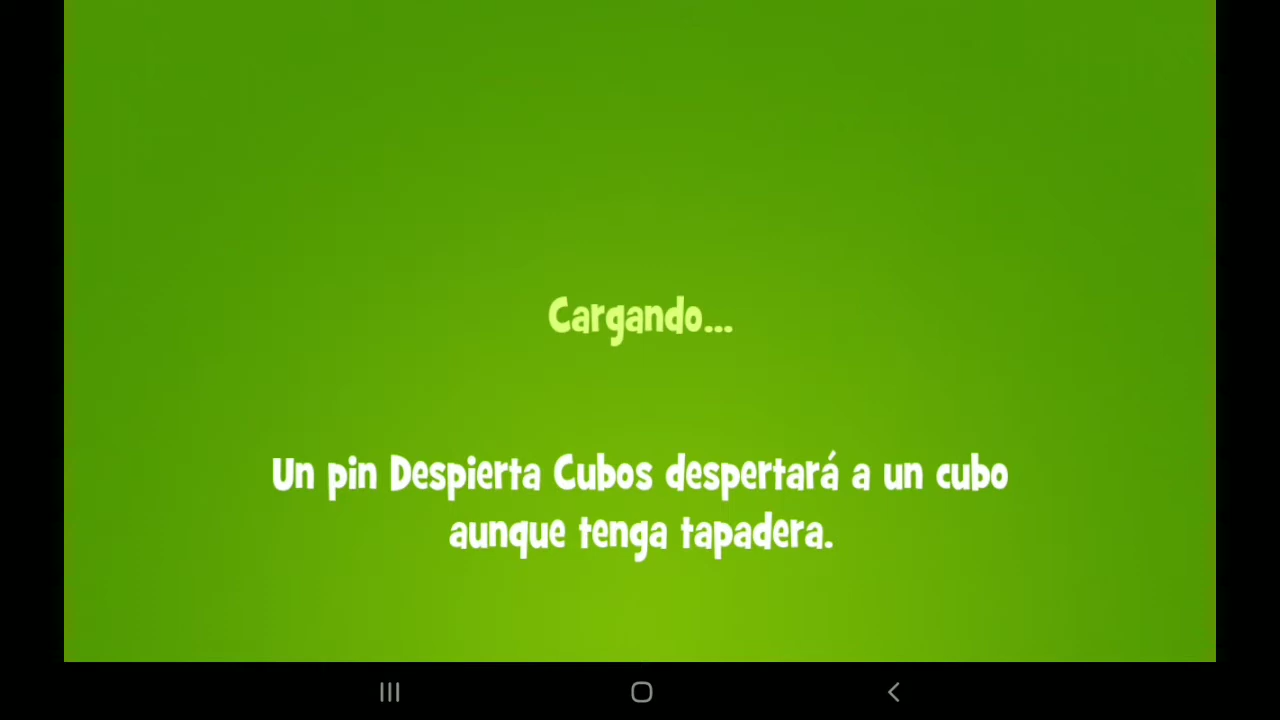 Cargando...
Un pin Despierta Cubos despertará a un cubo
aunque tenga tapadera.